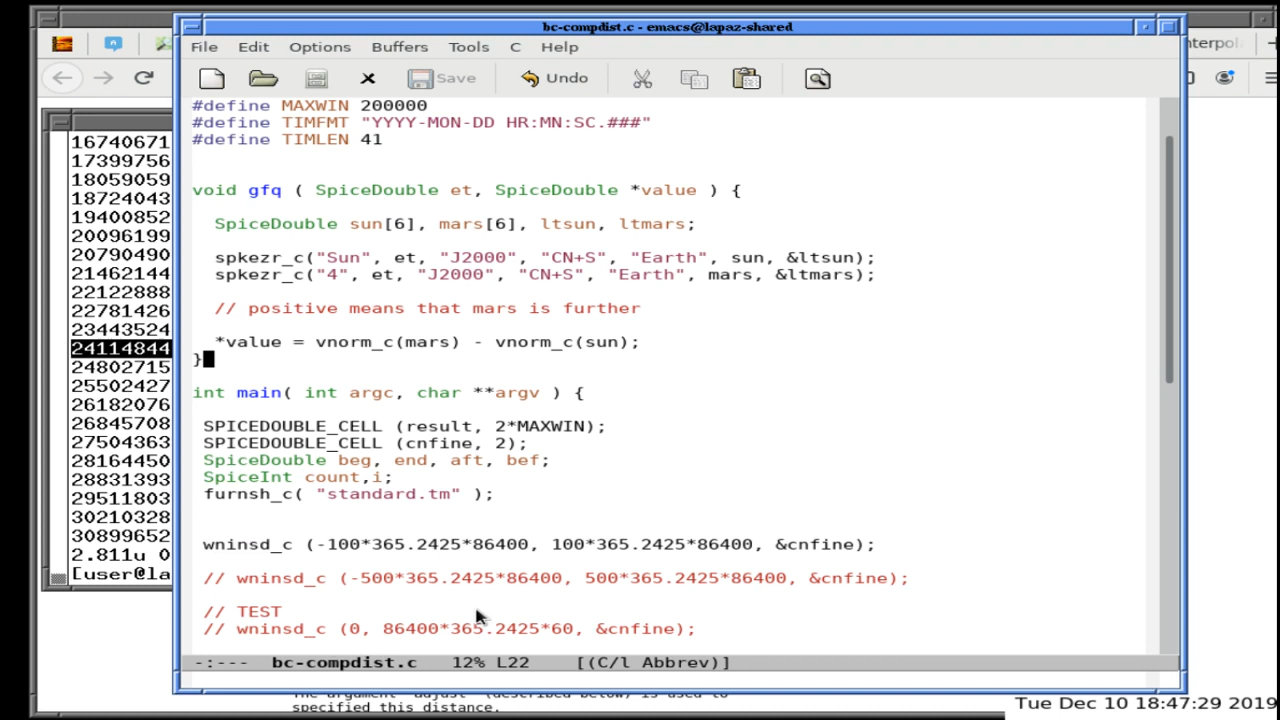 bc-compdist.c - emacs@lapaz-shared
File Edit Options Buffers Tools C Help
Save Undo
#define MAXWIN 200000
#define TIMFMT "YYYY-MON-DD HR:MN:SC.###"
#define TIMLEN 41
void gfq ( SpiceDouble et, SpiceDouble *value ) {
SpiceDouble sun[6], mars[6], ltsun, ltmars;
spkezr_c("Sun", et, "J2000", "CN+S", "Earth", sun, &ltsun);
spkezr_c("4", et, "J2000", "CN+S", "Earth", mars, &ltmars);
// positive means that mars is further
*value = vnorm_c(mars) - vnorm_c(sun);
}
int main( int argc, char **argv ) {
SPICEDOUBLE_CELL (result, 2*MAXWIN);
SPICEDOUBLE_CELL (cnfine, 2);
SpiceDouble beg, end, aft, bef;
SpiceInt count,i;
furnsh_c( "standard.tm" );
wninsd_c (-100*365.2425*86400, 100*365.2425*86400, &cnfine);
// wninsd_c (-500*365.2425*86400, 500*365.2425*86400, &cnfine);
// TEST
// wninsd_c (0, 86400*365.2425*60, &cnfine);
-:--- bc-compdist.c 12% L22 [(C/l Abbrev)]
16740671
17399756
18059059
18724043
19400852
20096199
20790490
21462144
22122888
22781426
23443524
24114844
24802715
25502427
26182076
26845708
27504363
28164450
28831393
29511803
30210328
30899652
2.811u 0
[user@la
nterpol
specified this distance.
Tue Dec 10 18:47:29 2019